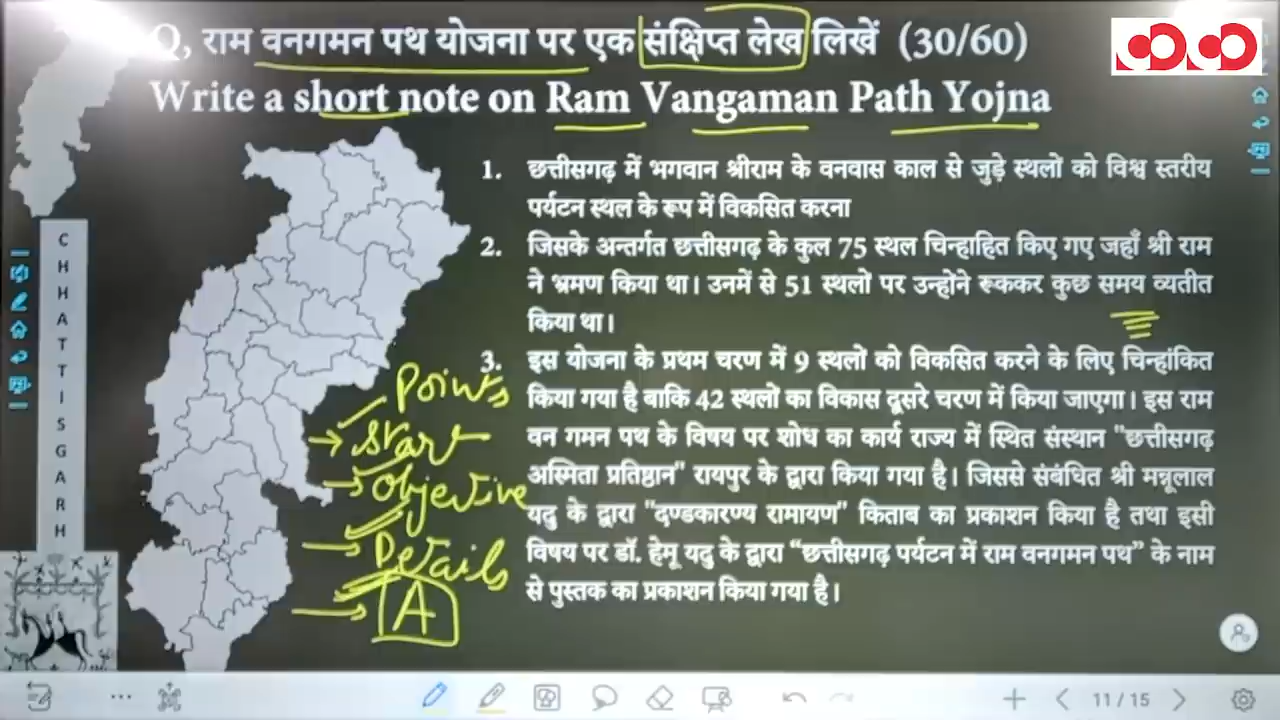 Q, राम वनगमन पथ योजना पर एक संक्षिप्त लेख लिखें (30/60)
Write a short note on Ram Vangaman Path Yojna
1. छत्तीसगढ़ में भगवान श्रीराम के वनवास काल से जुड़े स्थलों को विश्व स्तरीय
पर्यटन स्थल के रूप में विकसित करना
2. जिसके अन्तर्गत छत्तीसगढ़ के कुल 75 स्थल चिन्हाहित किए गए जहाँ श्री राम
ने भ्रमण किया था। उनमें से 51 स्थलों पर उन्होने रूककर कुछ समय व्यतीत
किया था।
3. इस योजना के प्रथम चरण में 9 स्थलों को विकसित करने के लिए चिन्हांकित
किया गया है बाकि 42 स्थलों का विकास दूसरे चरण में किया जाएगा। इस राम
वन गमन पथ के विषय पर शोध का कार्य राज्य में स्थित संस्थान "छत्तीसगढ़
अस्मिता प्रतिष्ठान" रायपुर के द्वारा किया गया है। जिससे संबंधित श्री मन्नूलाल
यदु के द्वारा "दण्डकारण्य रामायण" किताब का प्रकाशन किया है तथा इसी
विषय पर डॉ. हेमू यदु के द्वारा “छत्तीसगढ़ पर्यटन में राम वनगमन पथ” के नाम
से पुस्तक का प्रकाशन किया गया है।
Points
Start
Objective
Details
A
CHHATTISGARH
11 / 15